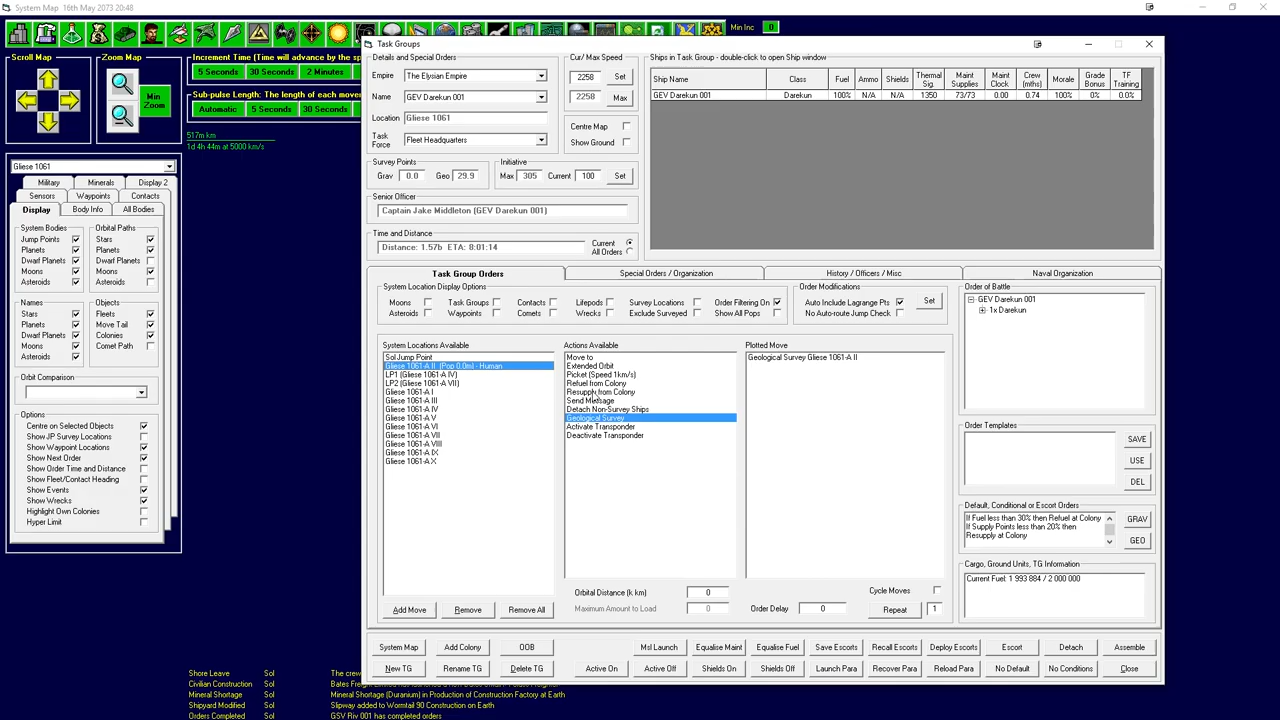 System Map  16th May 2073 20:48
Min Inc 0
Scroll Map
Zoom Map
Min Zoom
Increment Time (Time will advance by the sp
5 Seconds 30 Seconds 2 Minutes
Sub-pulse Length: The length of each mover
Automatic 5 Seconds 30 Seconds
517m km
1d 4h 44m at 5000 km/s
Gliese 1061
Military Minerals Display 2
Sensors Waypoints Contacts
Display Body Info All Bodies
System Bodies Orbital Paths
Jump Points Stars
Planets Planets
Dwarf Planets Dwarf Planets
Moons Moons
Asteroids Asteroids
Names Objects
Stars Fleets
Planets Move Tail
Dwarf Planets Colonies
Moons Comet Path
Asteroids
Orbit Comparison
Options
Centre on Selected Objects
Show JP Survey Locations
Show Waypoint Locations
Show Next Order
Show Order Time and Distance
Show Fleet/Contact Heading
Show Events
Show Wrecks
Highlight Own Colonies
Hyper Limit
Task Groups
Details and Special Orders
Empire The Elysian Empire
Name GEV Darekun 001
Location Gliese 1061
Task Force Fleet Headquarters
Cur/ Max Speed
2258 Set
2258 Max
Centre Map
Show Ground
Survey Points
Grav 0.0 Geo 29.9
Initiative
Max 305 Current 100 Set
Senior Officer
Captain Jake Middleton (GEV Darekun 001)
Time and Distance
Distance: 1.57b ETA: 8:01:14
Current
All Orders
Ships in Task Group - double-click to open Ship window
Ship Name Class Fuel Ammo Shields Thermal Sig. Maint Supplies Maint Clock Crew (mths) Morale Grade Bonus TF Training
GEV Darekun 001 Darekun 100% N/A N/A 1350 73/73 0.00 0.74 100% 0% 0.0%
Task Group Orders Special Orders / Organization History / Officers / Misc Naval Organization
System Location Display Options
Moons Task Groups Contacts Lifepods Survey Locations Order Filtering On
Asteroids Waypoints Comets Wrecks Exclude Surveyed Show All Pops
Order Modifications
Auto Include Lagrange Pts Set
No Auto-route Jump Check
System Locations Available
Sol Jump Point
Gliese 1061-A II  (Pop 0.0m) - Human
LP1 (Gliese 1061-A IV)
LP2 (Gliese 1061-A VII)
Gliese 1061-A I
Gliese 1061-A III
Gliese 1061-A IV
Gliese 1061-A V
Gliese 1061-A VI
Gliese 1061-A VII
Gliese 1061-A VIII
Gliese 1061-A IX
Gliese 1061-A X
Actions Available
Move to
Extended Orbit
Picket (Speed 1km/s)
Refuel from Colony
Resupply from Colony
Send Message
Detach Non-Survey Ships
Geological Survey
Activate Transponder
Deactivate Transponder
Plotted Move
Geological Survey Gliese 1061-A II
Orbital Distance (k km) 0
Cycle Moves
Add Move Remove Remove All
Maximum Amount to Load 0
Order Delay 0
Repeat 1
Order of Battle
GEV Darekun 001
1x Darekun
Order Templates
SAVE
USE
DEL
Default, Conditional or Escort Orders
If Fuel less than 30% then Refuel at Colony
If Supply Points less than 20% then
Resupply at Colony
GRAV
GEO
Cargo, Ground Units, TG Information
Current Fuel: 1 993 884 / 2 000 000
System Map Add Colony OOB Msl Launch Equalise Maint Equalise Fuel Save Escorts Recall Escorts Deploy Escorts Escort Detach Assemble
New TG Rename TG Delete TG Active On Active Off Shields On Shields Off Launch Para Recover Para Reload Para No Default No Conditions Close
Shore Leave Sol The crew
Civilian Construction Sol
Mineral Shortage Sol Mineral Shortage (Duranium) in Production of Construction Factory at Earth
Shipyard Modified Sol Slipway added to Wormtail 90 Construction on Earth
Orders Completed Sol GSV Riv 001 has completed orders